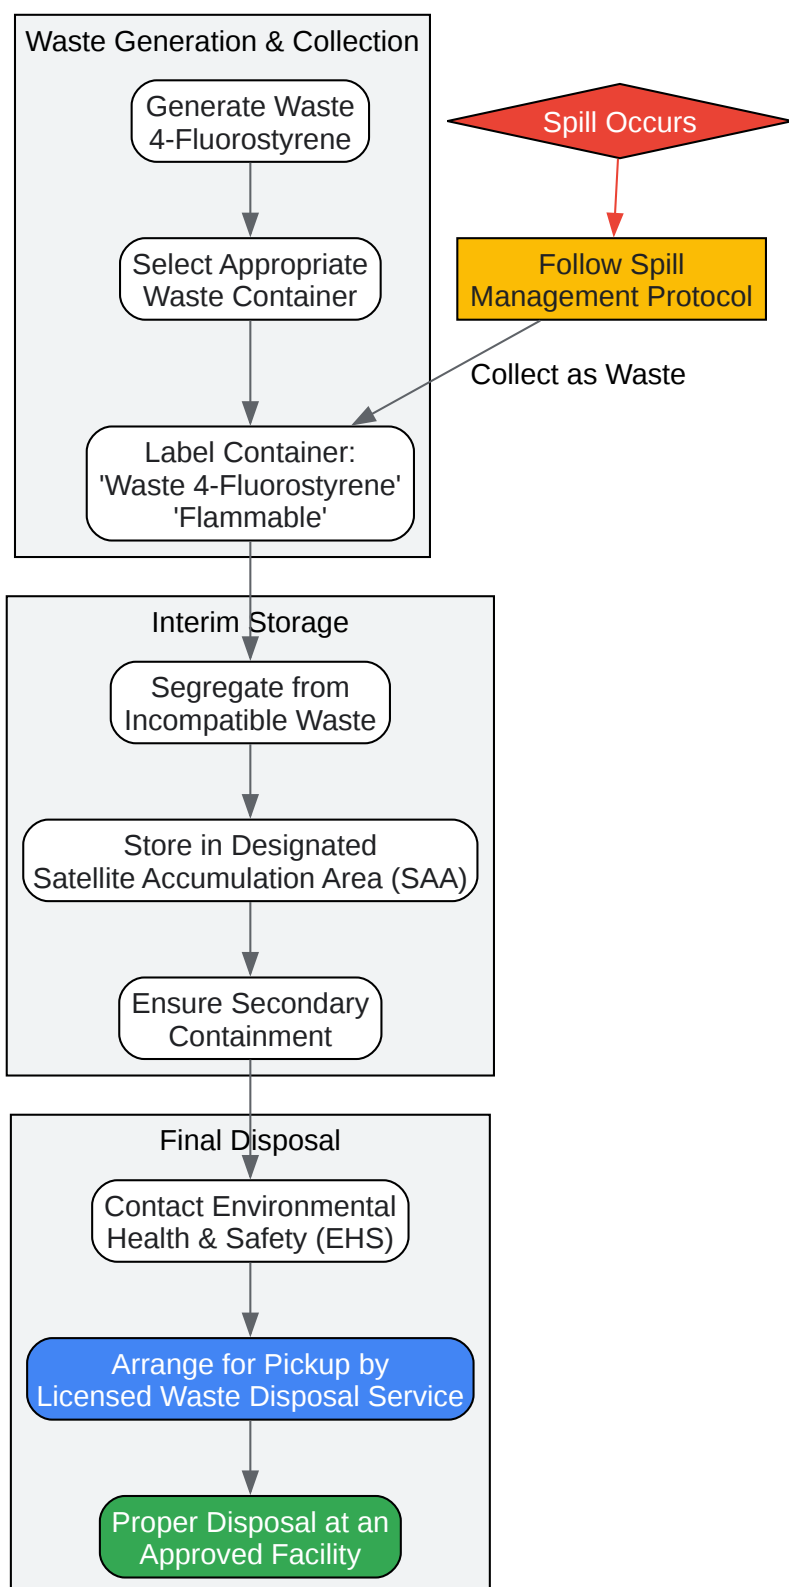 Waste Generation & Collection
Generate Waste
4-Fluorostyrene
Spill Occurs
Select Appropriate
Waste Container
Follow Spill
Management Protocol
Collect as Waste
Label Container:
'Waste 4-Fluorostyrene'
'Flammable'
Interim Storage
Segregate from
Incompatible Waste
Store in Designated
Satellite Accumulation Area (SAA)
Ensure Secondary
Containment
Final Disposal
Contact Environmental
Health & Safety (EHS)
Arrange for Pickup by
Licensed Waste Disposal Service
Proper Disposal at an
Approved Facility